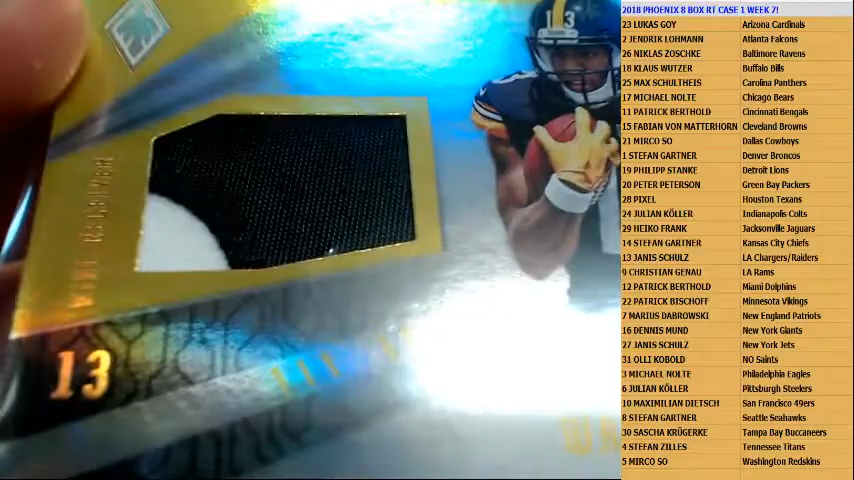 WIDE RECEIVER
13
13
2018 PHOENIX 8 BOX RT CASE 1 WEEK 7!
23 LUKAS GOY Arizona Cardinals
2 JENDRIK LOHMANN Atlanta Falcons
26 NIKLAS ZOSCHKE Baltimore Ravens
18 KLAUS WUTZER Buffalo Bills
25 MAX SCHULTHEIS Carolina Panthers
17 MICHAEL NOLTE Chicago Bears
11 PATRICK BERTHOLD Cincinnati Bengals
15 FABIAN VON MATTERHORN Cleveland Browns
21 MIRCO SO Dallas Cowboys
1 STEFAN GARTNER Denver Broncos
19 PHILIPP STANKE Detroit Lions
20 PETER PETERSON Green Bay Packers
28 PIXEL Houston Texans
24 JULIAN KÖLLER Indianapolis Colts
29 HEIKO FRANK Jacksonville Jaguars
14 STEFAN GARTNER Kansas City Chiefs
13 JANIS SCHULZ LA Chargers/Raiders
9 CHRISTIAN GENAU LA Rams
12 PATRICK BERTHOLD Miami Dolphins
22 PATRICK BISCHOFF Minnesota Vikings
7 MARIUS DABROWSKI New England Patriots
16 DENNIS MUND New York Giants
27 JANIS SCHULZ New York Jets
31 OLLI KOBOLD NO Saints
3 MICHAEL NOLTE Philadelphia Eagles
6 JULIAN KÖLLER Pittsburgh Steelers
10 MAXIMILIAN DIETSCH San Francisco 49ers
8 STEFAN GARTNER Seattle Seahawks
30 SASCHA KRÜGERKE Tampa Bay Buccaneers
4 STEFAN ZILLES Tennessee Titans
5 MIRCO SO Washington Redskins